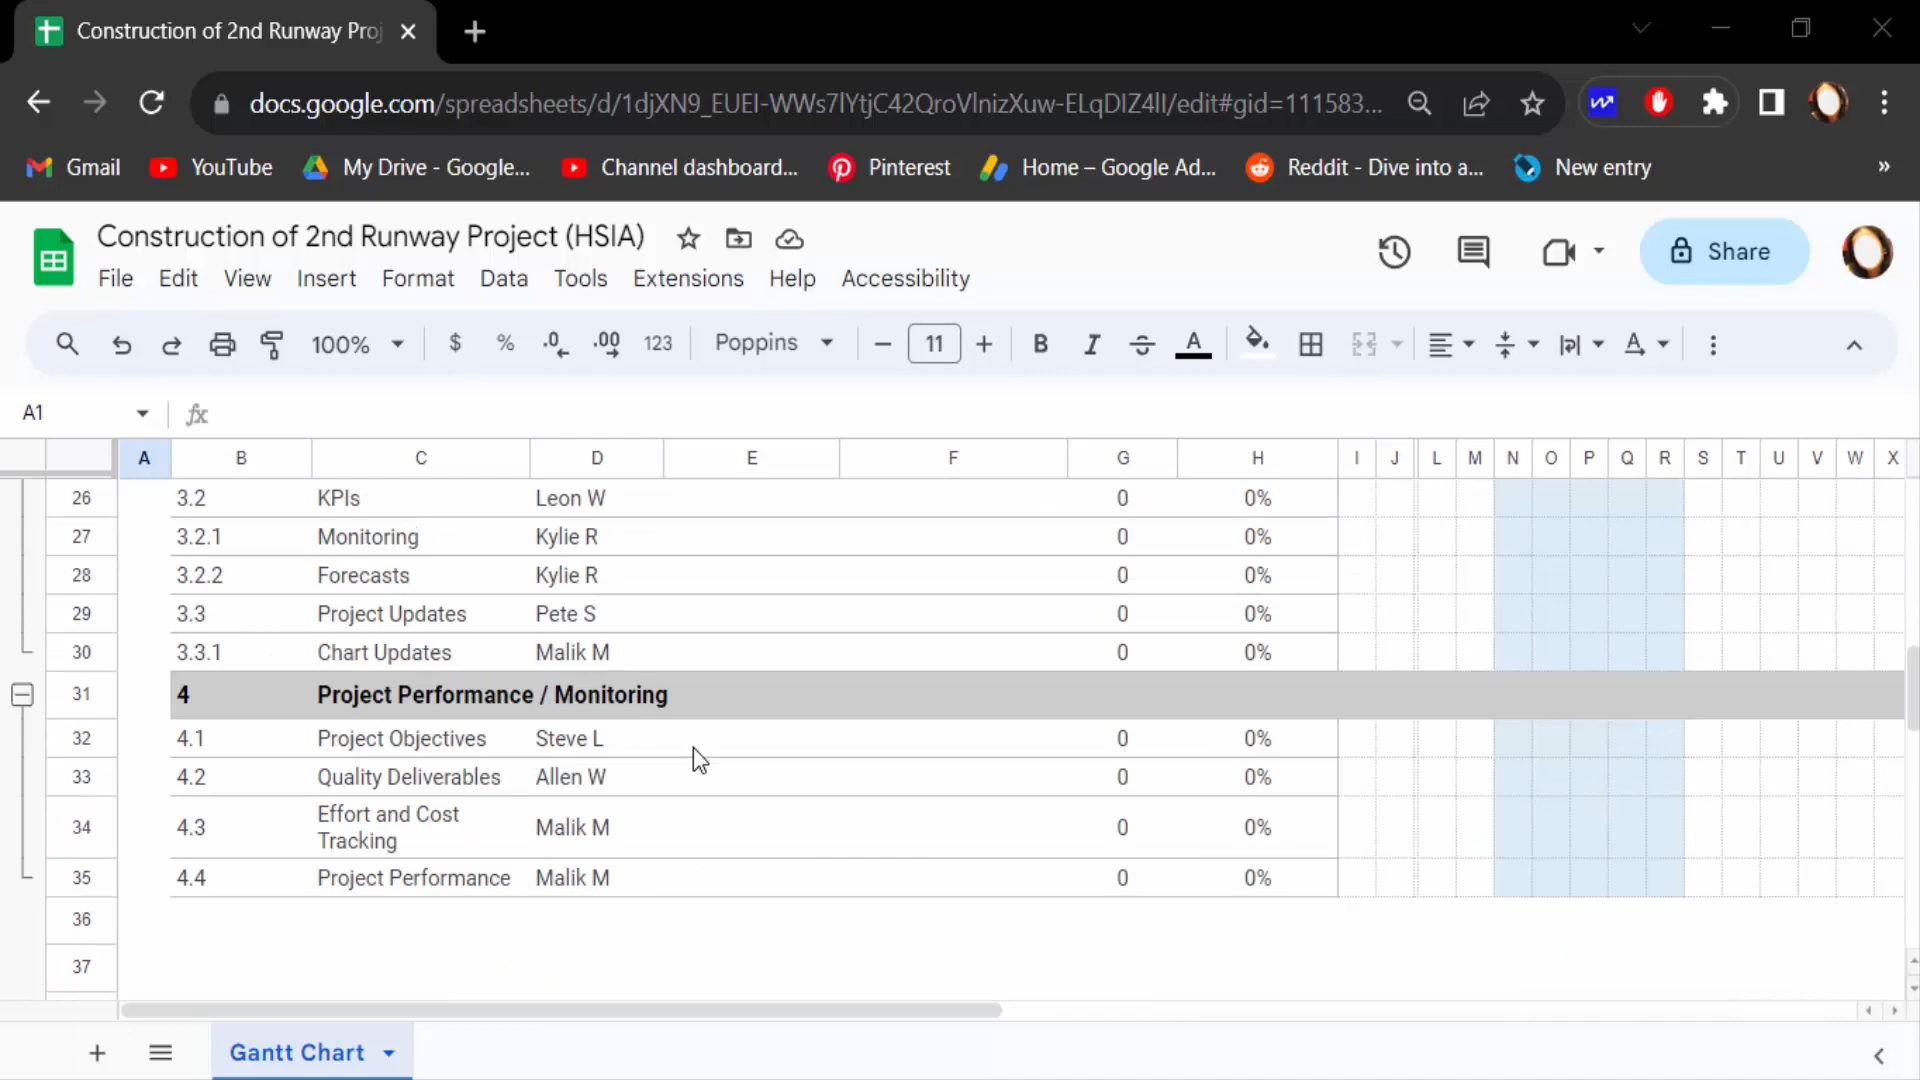 Construction of 2nd Runway Proj
docs.google.com/spreadsheets/d/1djXN9_EUEI-WWs7lYtjC42QroVlnizXuw-ELqDIZ4lI/edit#gid=111583...
Gmail YouTube My Drive - Google... Channel dashboard... Pinterest Home – Google Ad... Reddit - Dive into a... New entry »
Construction of 2nd Runway Project (HSIA)
File Edit View Insert Format Data Tools Extensions Help Accessibility
Share
100% $ % .0 .00 123 Poppins − 11 + B I A
A1 fx
A B C D E F G H I J L M N O P Q R S T U V W X
26 3.2 KPIs Leon W 0 0%
27 3.2.1 Monitoring Kylie R 0 0%
28 3.2.2 Forecasts Kylie R 0 0%
29 3.3 Project Updates Pete S 0 0%
30 3.3.1 Chart Updates Malik M 0 0%
31 4 Project Performance / Monitoring
32 4.1 Project Objectives Steve L 0 0%
33 4.2 Quality Deliverables Allen W 0 0%
34 4.3 Effort and Cost
Tracking Malik M 0 0%
35 4.4 Project Performance Malik M 0 0%
36
37
Gantt Chart